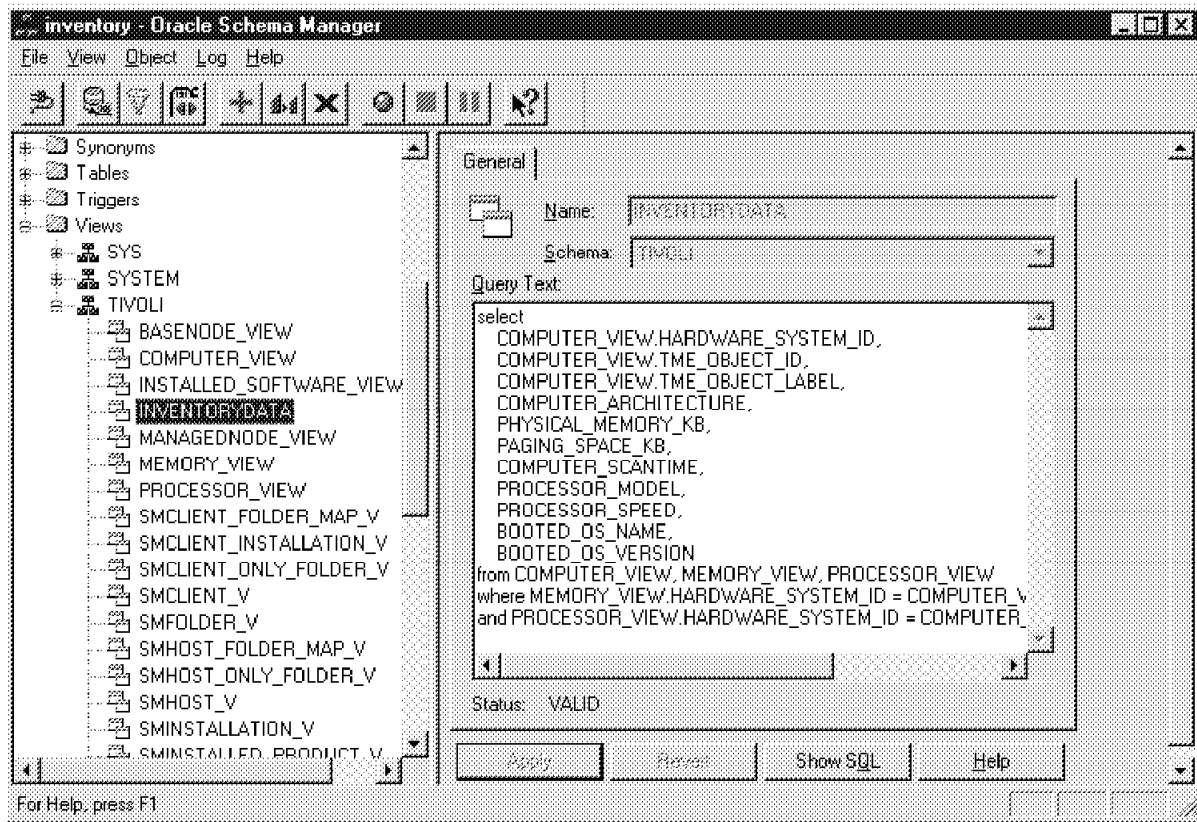 inventory - Oracle Schema Manager
File View Object Log Help
Synonyms
Tables
Triggers
Views
SYS
SYSTEM
TIVOLI
BASENODE_VIEW
COMPUTER_VIEW
INSTALLED_SOFTWARE_VIEW
INVENTORYDATA
MANAGEDNODE_VIEW
MEMORY_VIEW
PROCESSOR_VIEW
SMCLIENT_FOLDER_MAP_V
SMCLIENT_INSTALLATION_V
SMCLIENT_ONLY_FOLDER_V
SMCLIENT_V
SMFOLDER_V
SMHOST_FOLDER_MAP_V
SMHOST_ONLY_FOLDER_V
SMHOST_V
SMINSTALLATION_V
SMINSTALLED_PRODUCT_V
General
Name: INVENTORYDATA
Schema: TIVOLI
Query Text:
select
COMPUTER_VIEW.HARDWARE_SYSTEM_ID,
COMPUTER_VIEW.TME_OBJECT_ID,
COMPUTER_VIEW.TME_OBJECT_LABEL,
COMPUTER_ARCHITECTURE,
PHYSICAL_MEMORY_KB,
PAGING_SPACE_KB,
COMPUTER_SCANTIME,
PROCESSOR_MODEL,
PROCESSOR_SPEED,
BOOTED_OS_NAME,
BOOTED_OS_VERSION
from COMPUTER_VIEW, MEMORY_VIEW, PROCESSOR_VIEW
where MEMORY_VIEW.HARDWARE_SYSTEM_ID = COMPUTER_V
and PROCESSOR_VIEW.HARDWARE_SYSTEM_ID = COMPUTER_
Status: VALID
Apply Revert Show SQL Help
For Help, press F1